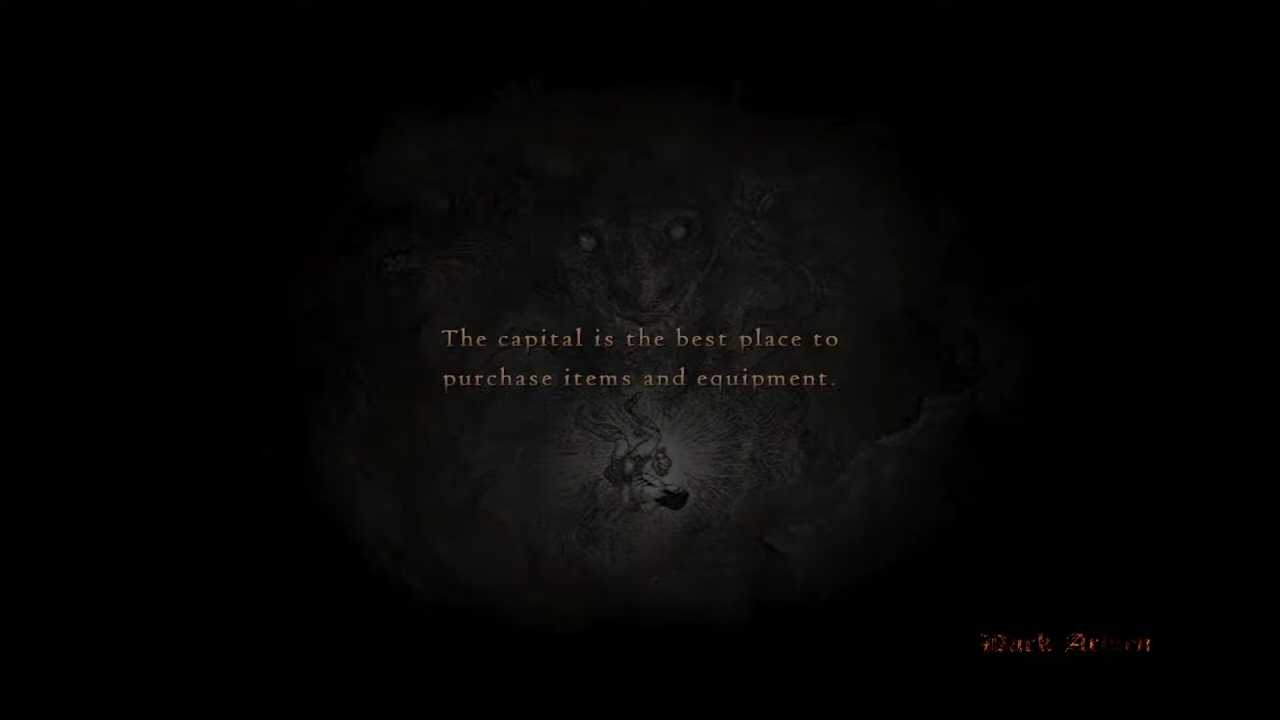 The capital is the best place to
purchase items and equipment.
Dark Arisen